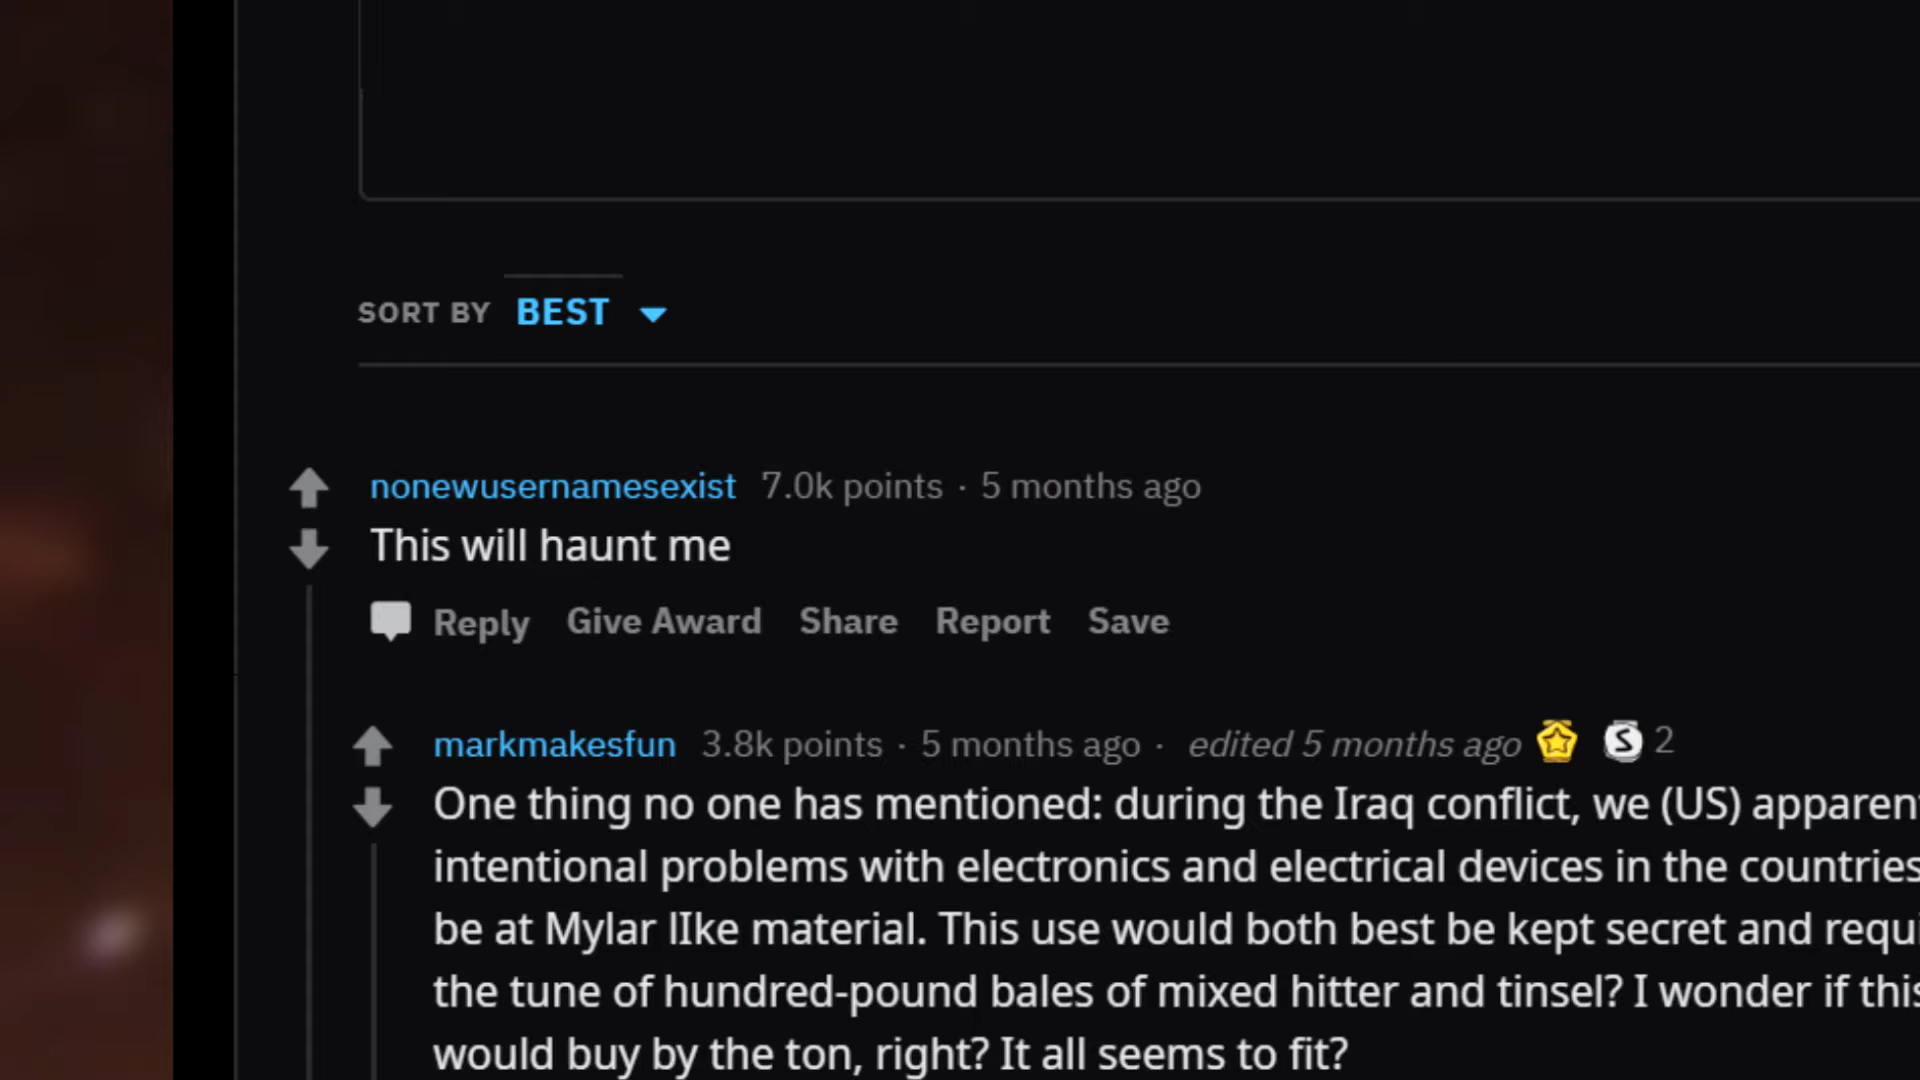 SORT BY BEST
nonewusernamesexist 7.0k points · 5 months ago
This will haunt me
Reply Give Award Share Report Save
markmakesfun 3.8k points · 5 months ago · edited 5 months ago S 2
One thing no one has mentioned: during the Iraq conflict, we (US)
intentional problems with electronics and electrical devices in the countries
be at Mylar lIke material. This use would both best be kept secret and
the tune of hundred-pound bales of mixed hitter and tinsel? I wonder if this
would buy by the ton, right? It all seems to fit?